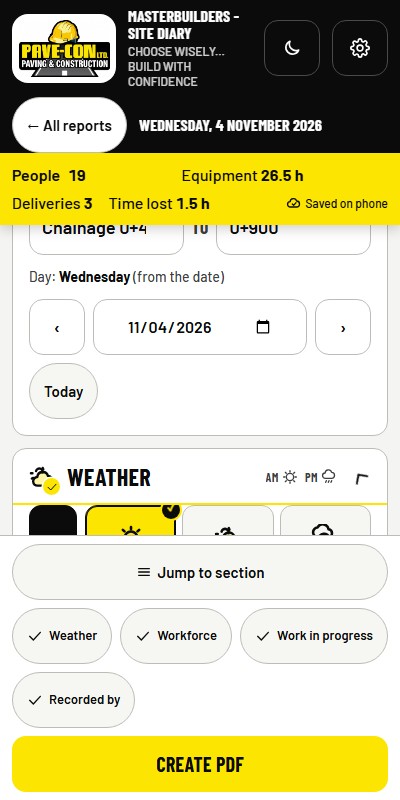 PAVE-CON LTD.
PAVING & CONSTRUCTION
MASTERBUILDERS -
SITE DIARY
CHOOSE WISELY...
BUILD WITH
CONFIDENCE
← All reports
WEDNESDAY, 4 NOVEMBER 2026
People 19
Equipment 26.5 h
Deliveries 3
Time lost 1.5 h
Saved on phone
Chainage 0+4
TO
0+900
Day: Wednesday (from the date)
‹
11/04/2026
›
Today
WEATHER
AM
PM
Jump to section
Weather
Workforce
Work in progress
Recorded by
CREATE PDF